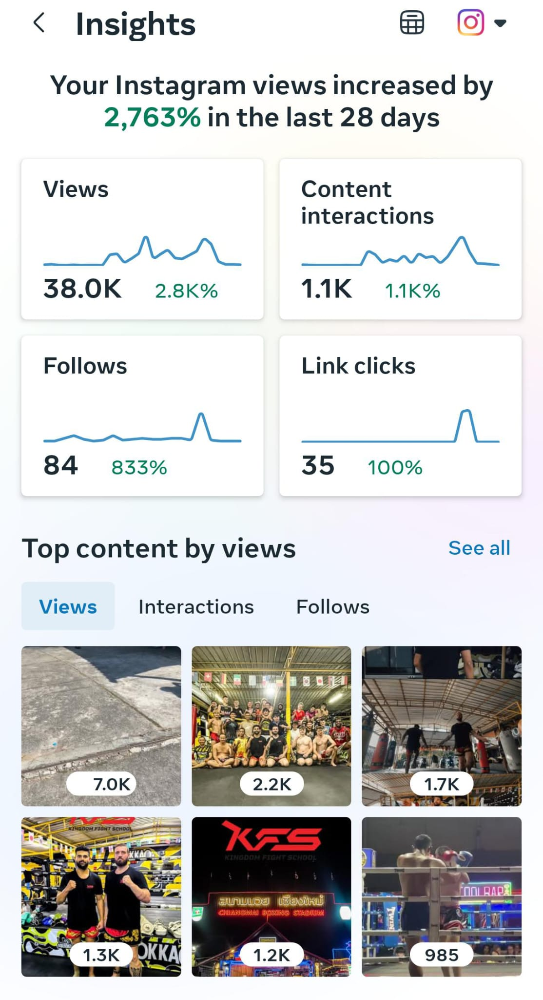 Insights
Your Instagram views increased by
2,763% in the last 28 days
Views
38.0K 2.8K%
Content
interactions
1.1K 1.1K%
Follows
84 833%
Link clicks
35 100%
Top content by views
See all
Views
Interactions
Follows
7.0K
2.2K
1.7K
KINGDOM FIGHT SCHOOL
KKAO
OKKA
1.3K
KFS
KINGDOM FIGHT SCHOOL
สนามมวย เชียงใหม่
CHIANGMAI BOXING STADIUM
1.2K
BAR
TWIN
985